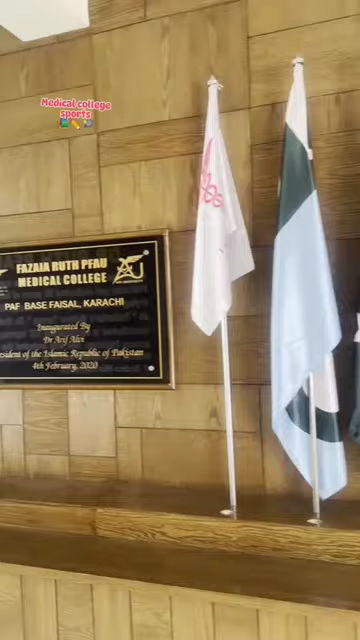 Medical college
sports
FAZAIA RUTH PFAU
MEDICAL COLLEGE
PAF BASE FAISAL, KARACHI
Inaugurated By
Dr Arif Alvi
resident of the Islamic Republic of Pakistan
4th February, 2020